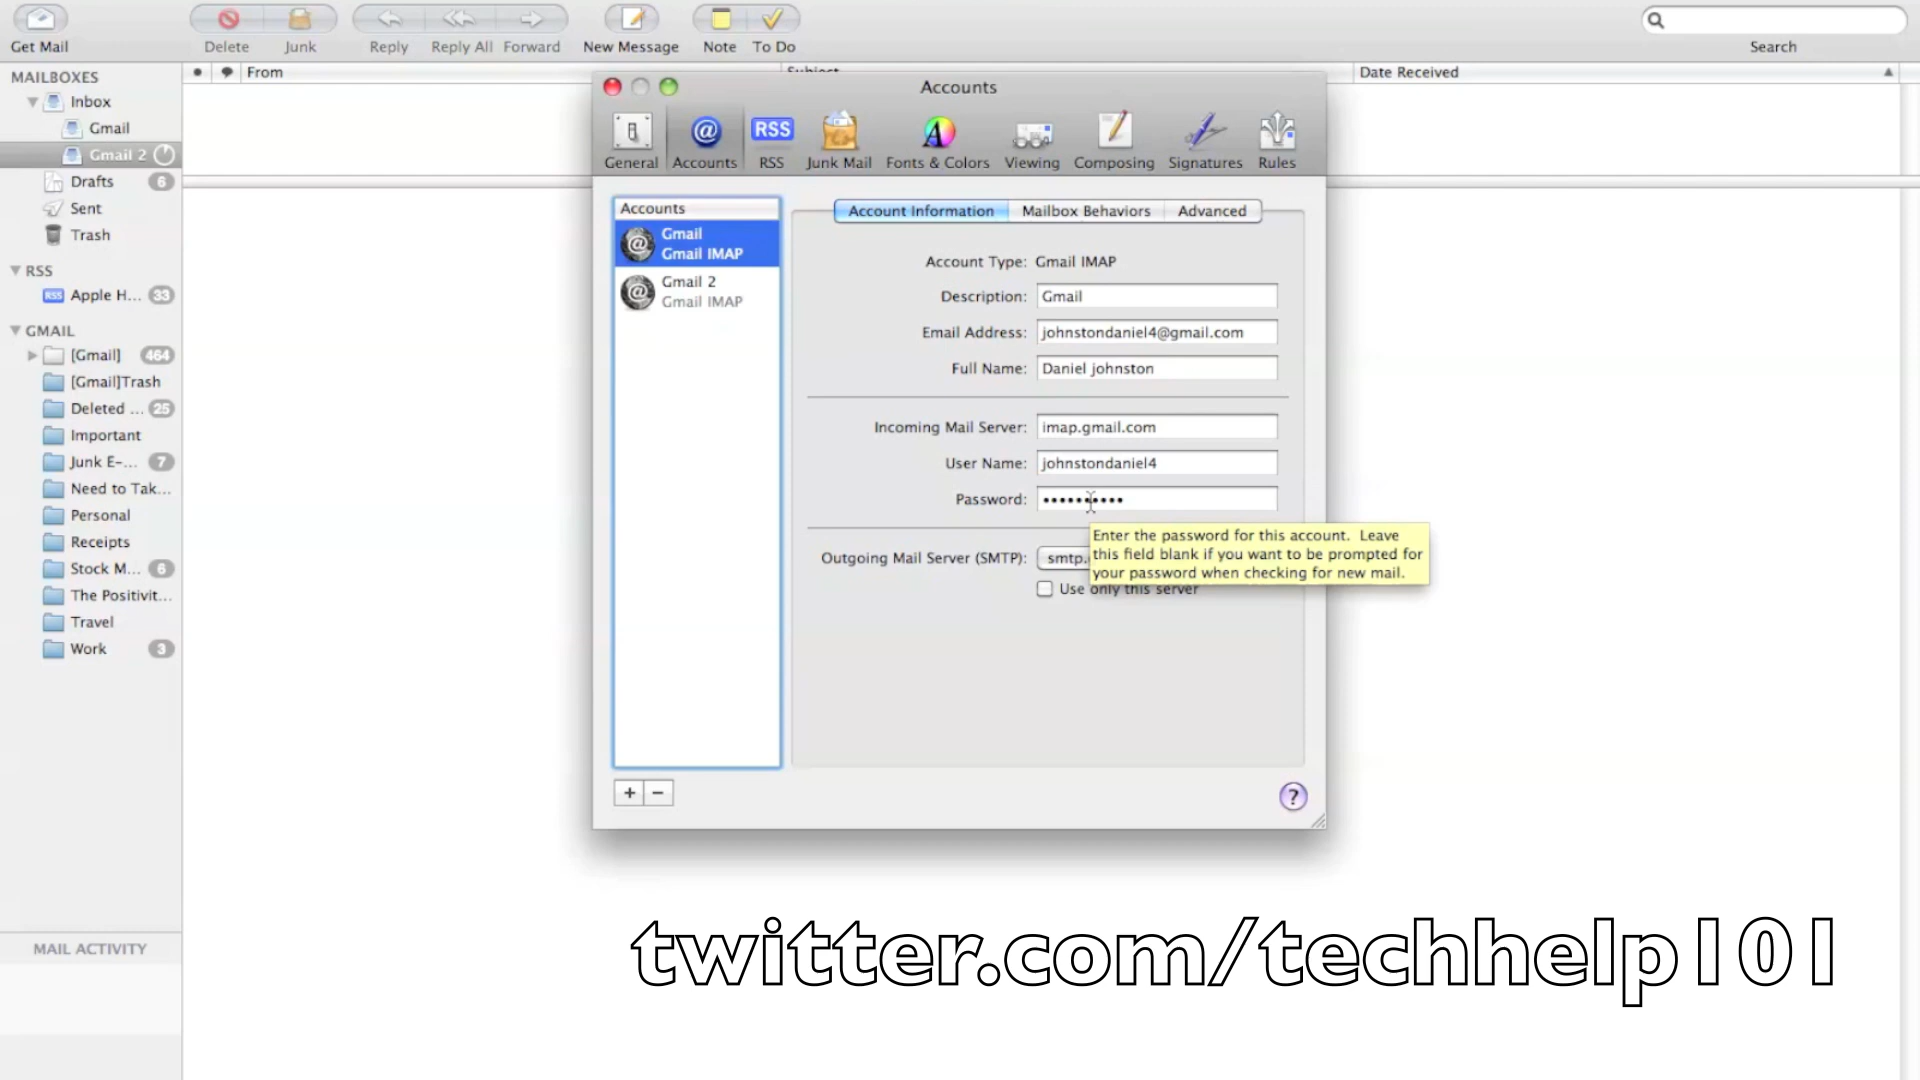 Get Mail
Delete
Junk
Reply
Reply All
Forward
New Message
Note
To Do
Search
MAILBOXES
Inbox
Gmail
Gmail 2
Drafts 6
Sent
Trash
RSS
RSS Apple H... 33
GMAIL
[Gmail] 464
[Gmail]Trash
Deleted ... 25
Important
Junk E-... 7
Need to Tak...
Personal
Receipts
Stock M... 6
The Positivit...
Travel
Work 3
MAIL ACTIVITY
From
Subject
Date Received
Accounts
General
Accounts
RSS
RSS
Junk Mail
Fonts & Colors
Viewing
Composing
Signatures
Rules
Accounts
Gmail
Gmail IMAP
Gmail 2
Gmail IMAP
Account Information
Mailbox Behaviors
Advanced
Account Type: Gmail IMAP
Description: Gmail
Email Address: johnstondaniel4@gmail.com
Full Name: Daniel johnston
Incoming Mail Server: imap.gmail.com
User Name: johnstondaniel4
Password: ••••••••••
Enter the password for this account. Leave
this field blank if you want to be prompted for
your password when checking for new mail.
Outgoing Mail Server (SMTP): smtp.
Use only this server
+ −
?
twitter.com/techhelp101